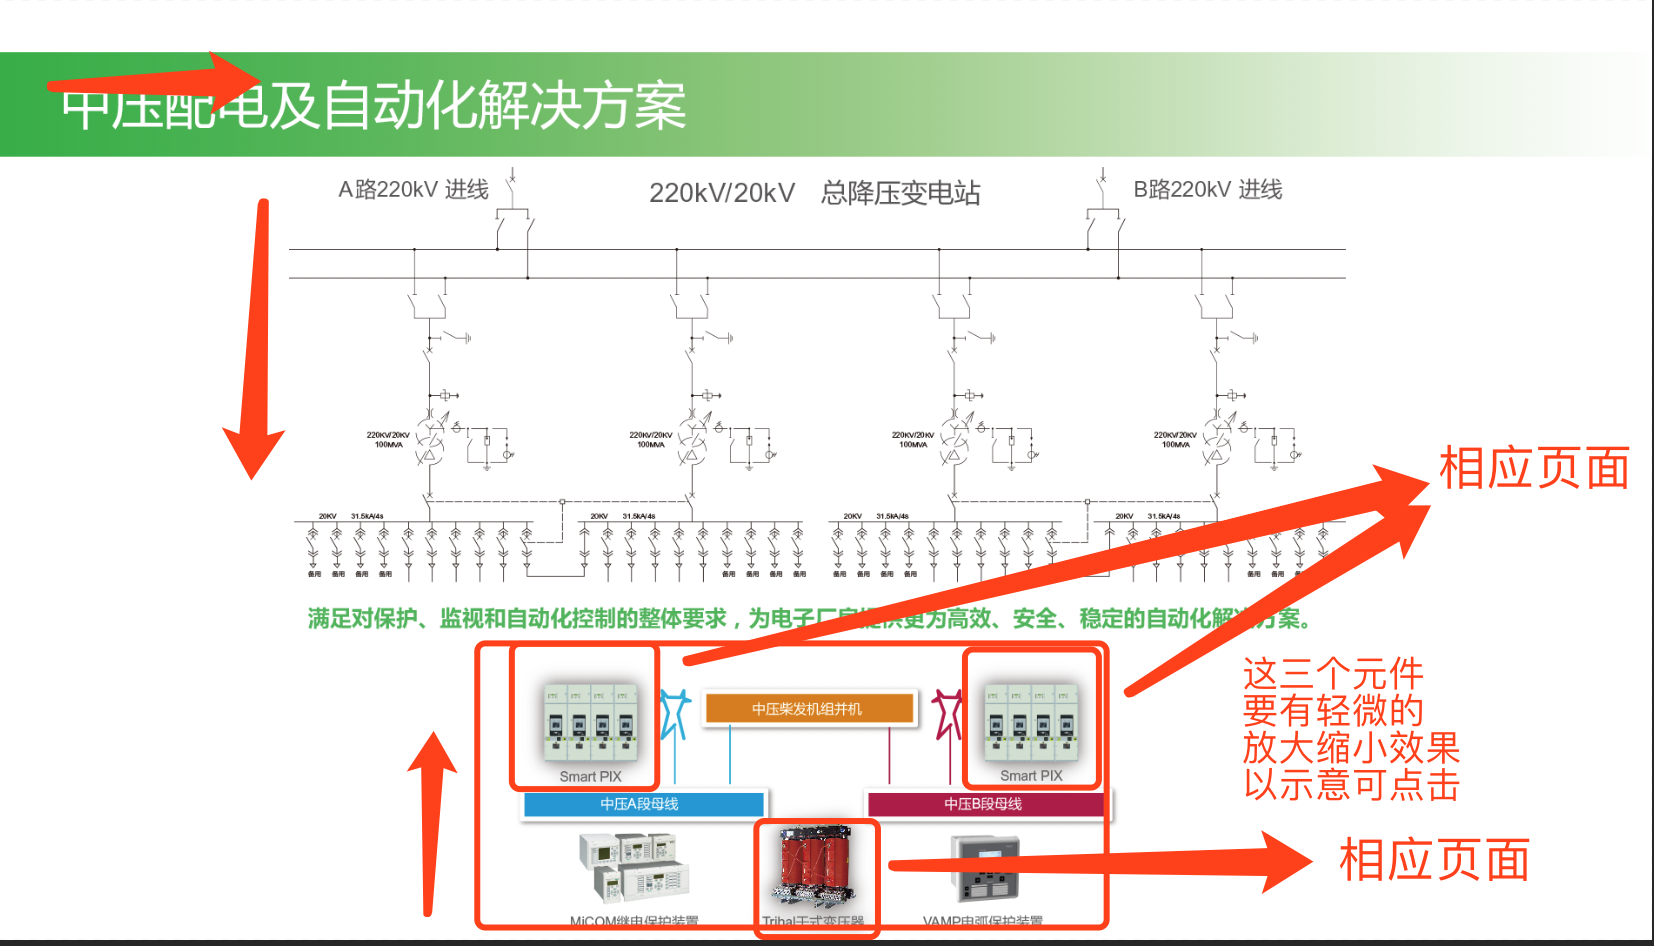 中压配电及自动化解决方案
A路220kV 进线
220kV/20kV 总降压变电站
B路220kV 进线
220KV/20KV
100MVA
220KV/20KV
100MVA
220KV/20KV
100MVA
220KV/20KV
100MVA
20KV 31.5kA/4s
20KV 31.5kA/4s
20KV 31.5kA/4s
20KV 31.5kA/4s
备用 备用 备用 备用
备用 备用 备用 备用
备用 备用 备用 备用
备用 备用 备用
相应页面
满足对保护、监视和自动化控制的整体要求，为电子厂房提供更为高效、安全、稳定的自动化解决方案。
中压柴发机组并机
Smart PIX
Smart PIX
中压A段母线
中压B段母线
这三个元件
要有轻微的
放大缩小效果
以示意可点击
相应页面
MiCOM继电保护装置
Trihal干式变压器
VAMP电弧保护装置